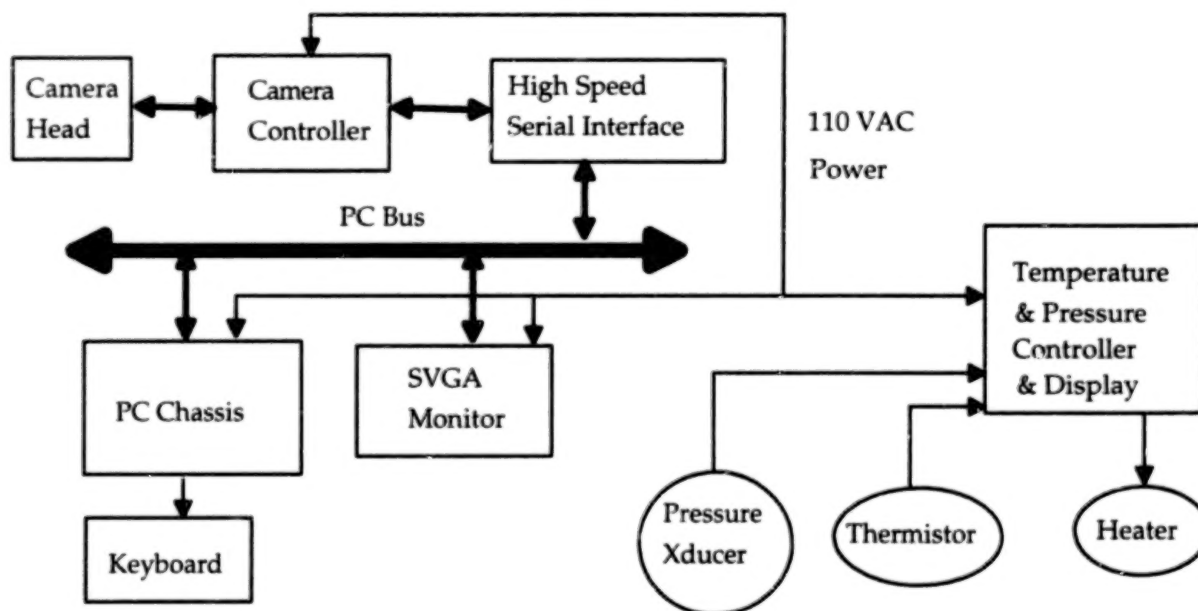 Camera
Head
Camera
Controller
High Speed
Serial Interface
110 VAC
Power
PC Bus
Temperature
& Pressure
Controller
& Display
PC Chassis
SVGA
Monitor
Pressure
Xducer
Thermistor
Heater
Keyboard